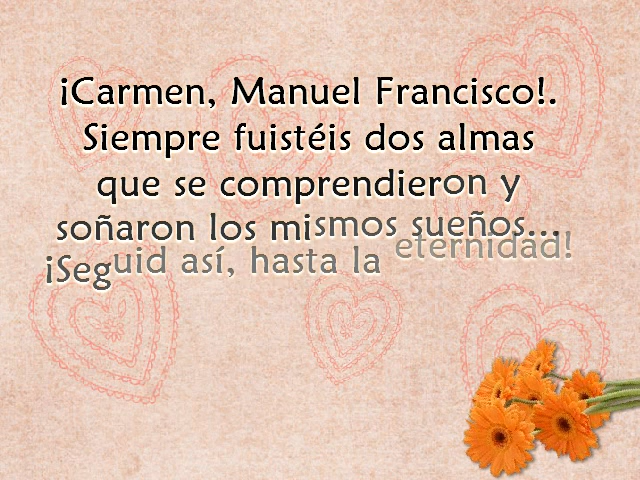 ¡Carmen, Manuel Francisco!.
Siempre fuistéis dos almas
que se comprendieron y
soñaron los mismos sueños...
¡Seguid así, hasta la eternidad!